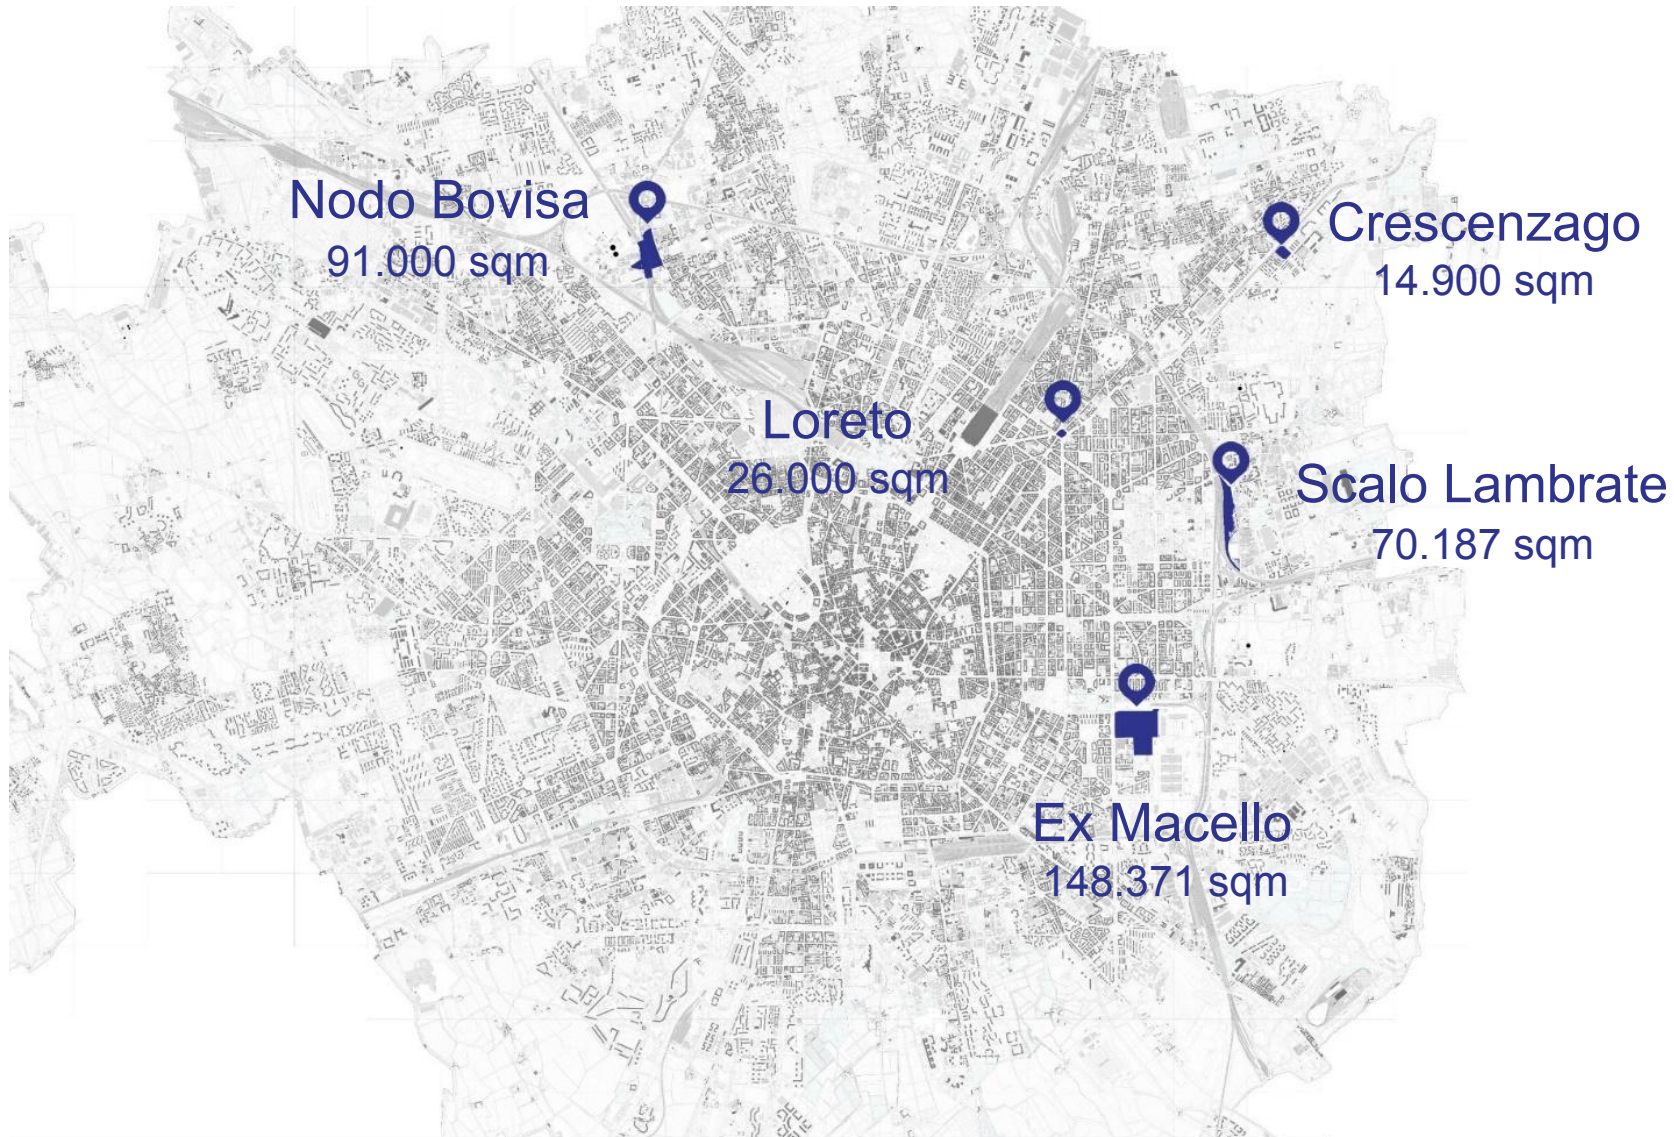 Nodo Bovisa
91.000 sqm
Crescenzago
14.900 sqm
Loreto
26.000 sqm
Scalo Lambrate
70.187 sqm
Ex Macello
148.371 sqm